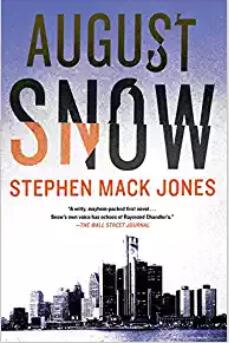 AUGUST
SNOW
STEPHEN MACK JONES
"A witty, mayhem-packed first novel . . .
Snow's own voice has echoes of Raymond Chandler's."
—THE WALL STREET JOURNAL